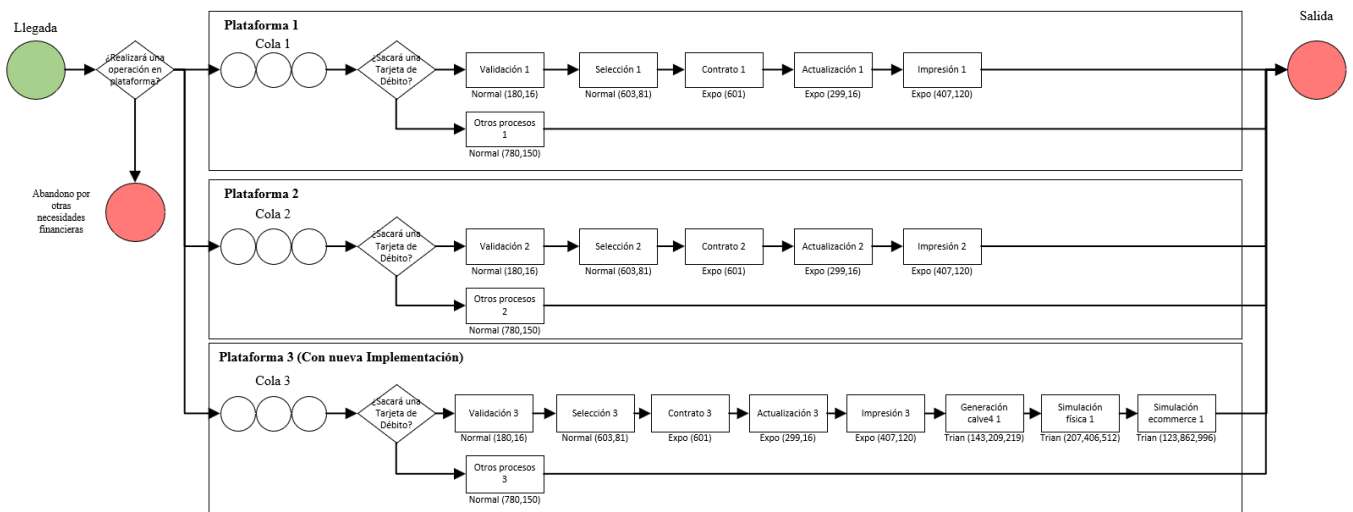 Llegada
¿Realizará una
operación en
plataforma?
Abandono por
otras
necesidades
financieras
Plataforma 1
Cola 1
¿Sacará una
Tarjeta de
Débito?
Validación 1
Normal (180,16)
Selección 1
Normal (603,81)
Contrato 1
Expo (601)
Actualización 1
Expo (299,16)
Impresión 1
Expo (407,120)
Otros procesos
1
Normal (780,150)
Plataforma 2
Cola 2
¿Sacará una
Tarjeta de
Débito?
Validación 2
Normal (180,16)
Selección 2
Normal (603,81)
Contrato 2
Expo (601)
Actualización 2
Expo (299,16)
Impresión 2
Expo (407,120)
Otros procesos
2
Normal (780,150)
Plataforma 3 (Con nueva Implementación)
Cola 3
¿Sacará una
Tarjeta de
Débito?
Validación 3
Normal (180,16)
Selección 3
Normal (603,81)
Contrato 3
Expo (601)
Actualización 3
Expo (299,16)
Impresión 3
Expo (407,120)
Generación
calve4 1
Trian (143,209,219)
Simulación
física 1
Trian (207,406,512)
Simulación
ecommerce 1
Trian (123,862,996)
Otros procesos
3
Normal (780,150)
Salida